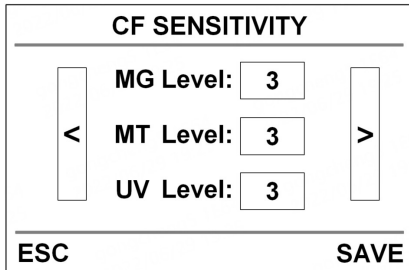 CF SENSITIVITY
MG Level: 3
< MT Level: 3 >
UV Level: 3
ESC SAVE